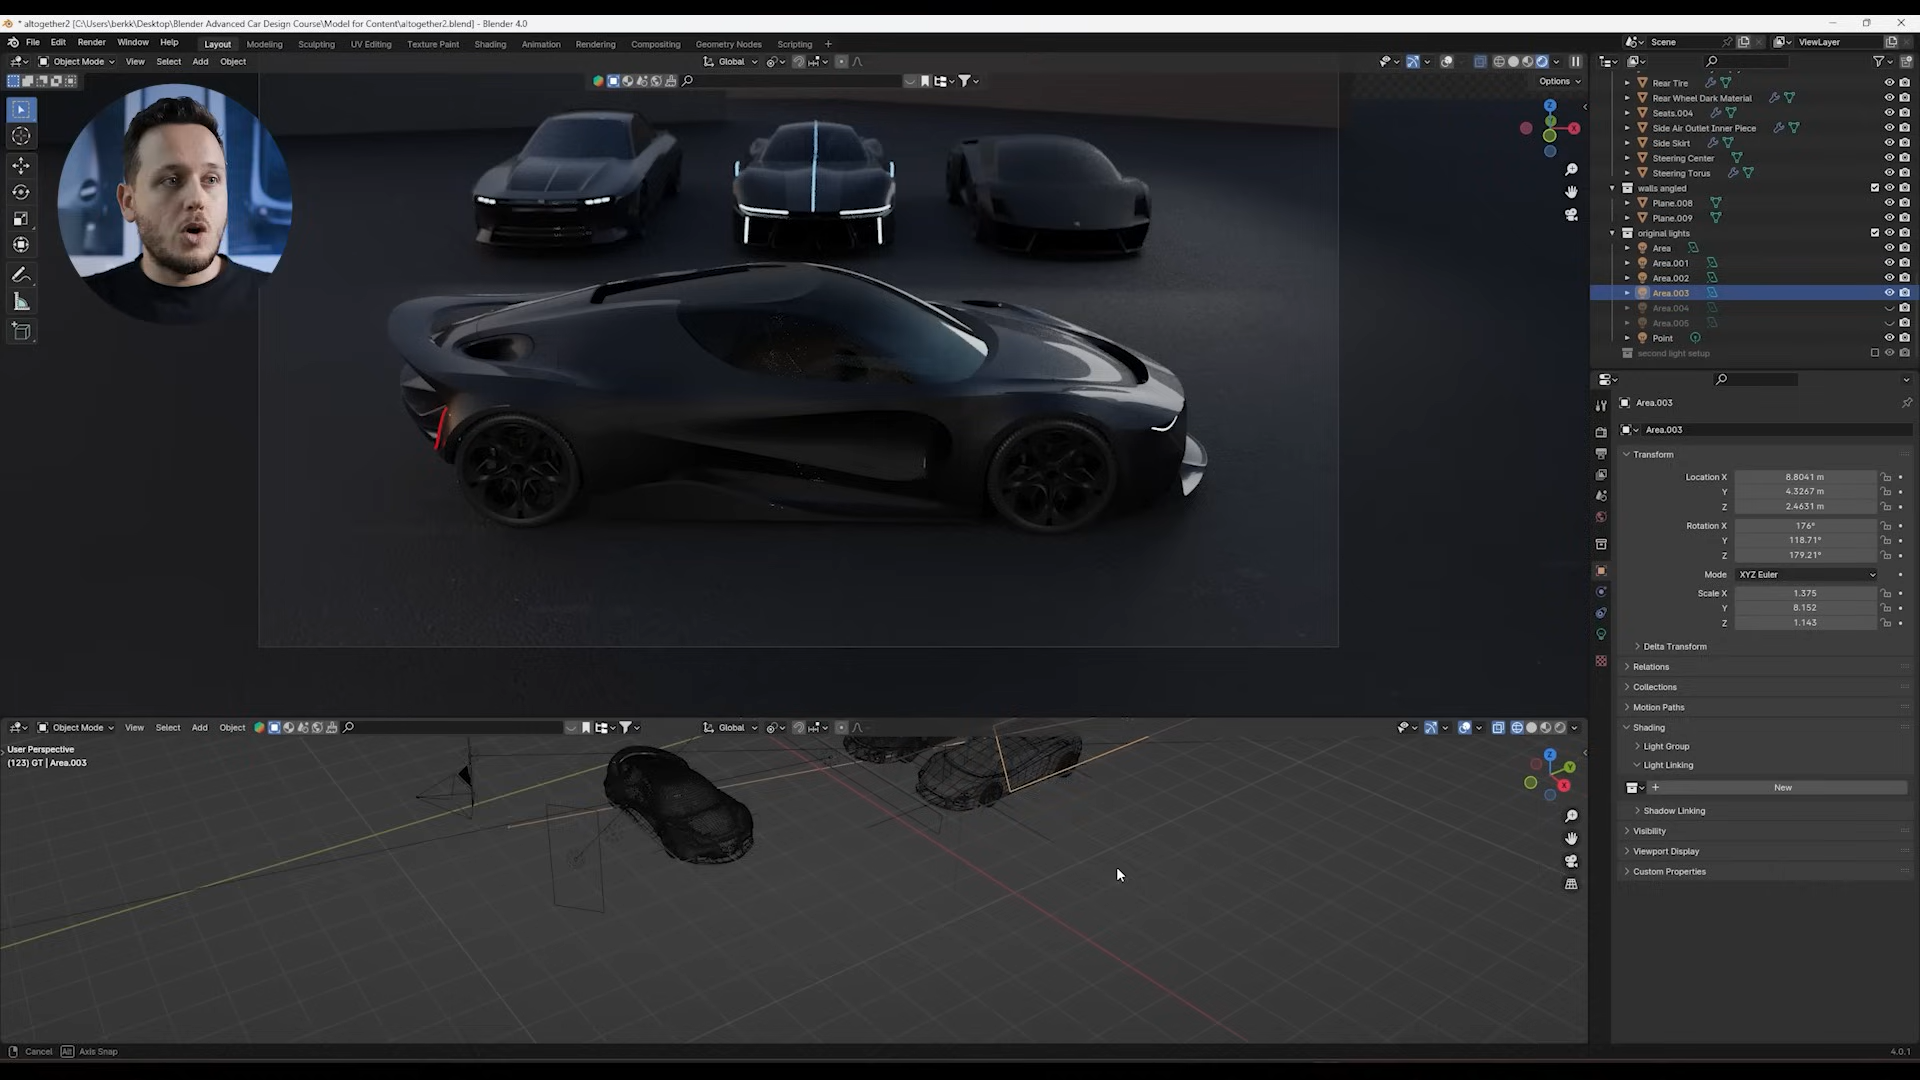 * altogether2 [C:\Users\berkk\Desktop\Blender Advanced Car Design Course\Model for Content\altogether2.blend] - Blender 4.0
File Edit Render Window Help Layout Modeling Sculpting UV Editing Texture Paint Shading Animation Rendering Compositing Geometry Nodes Scripting + Scene ViewLayer
Object Mode View Select Add Object Global
Options
Rear Tire
Rear Wheel Dark Material
Seats.004
Side Air Outlet Inner Piece
Side Skirt
Steering Center
Steering Torus
walls angled
Plane.008
Plane.009
original lights
Area
Area.001
Area.002
Area.003
Area.004
Area.005
Point
second light setup
Area.003
Area.003
Transform
Location X 8.8041 m
Y 4.3267 m
Z 2.4631 m
Rotation X 176°
Y 118.71°
Z 179.21°
Mode XYZ Euler
Scale X 1.375
Y 8.152
Z 1.143
Delta Transform
Relations
Collections
Motion Paths
Shading
Light Group
Light Linking
New
Shadow Linking
Visibility
Viewport Display
Custom Properties
Object Mode View Select Add Object Global
User Perspective
(123) GT | Area.003
Z
X
Z
Y
X
Cancel Alt Axis Snap
4.0.1